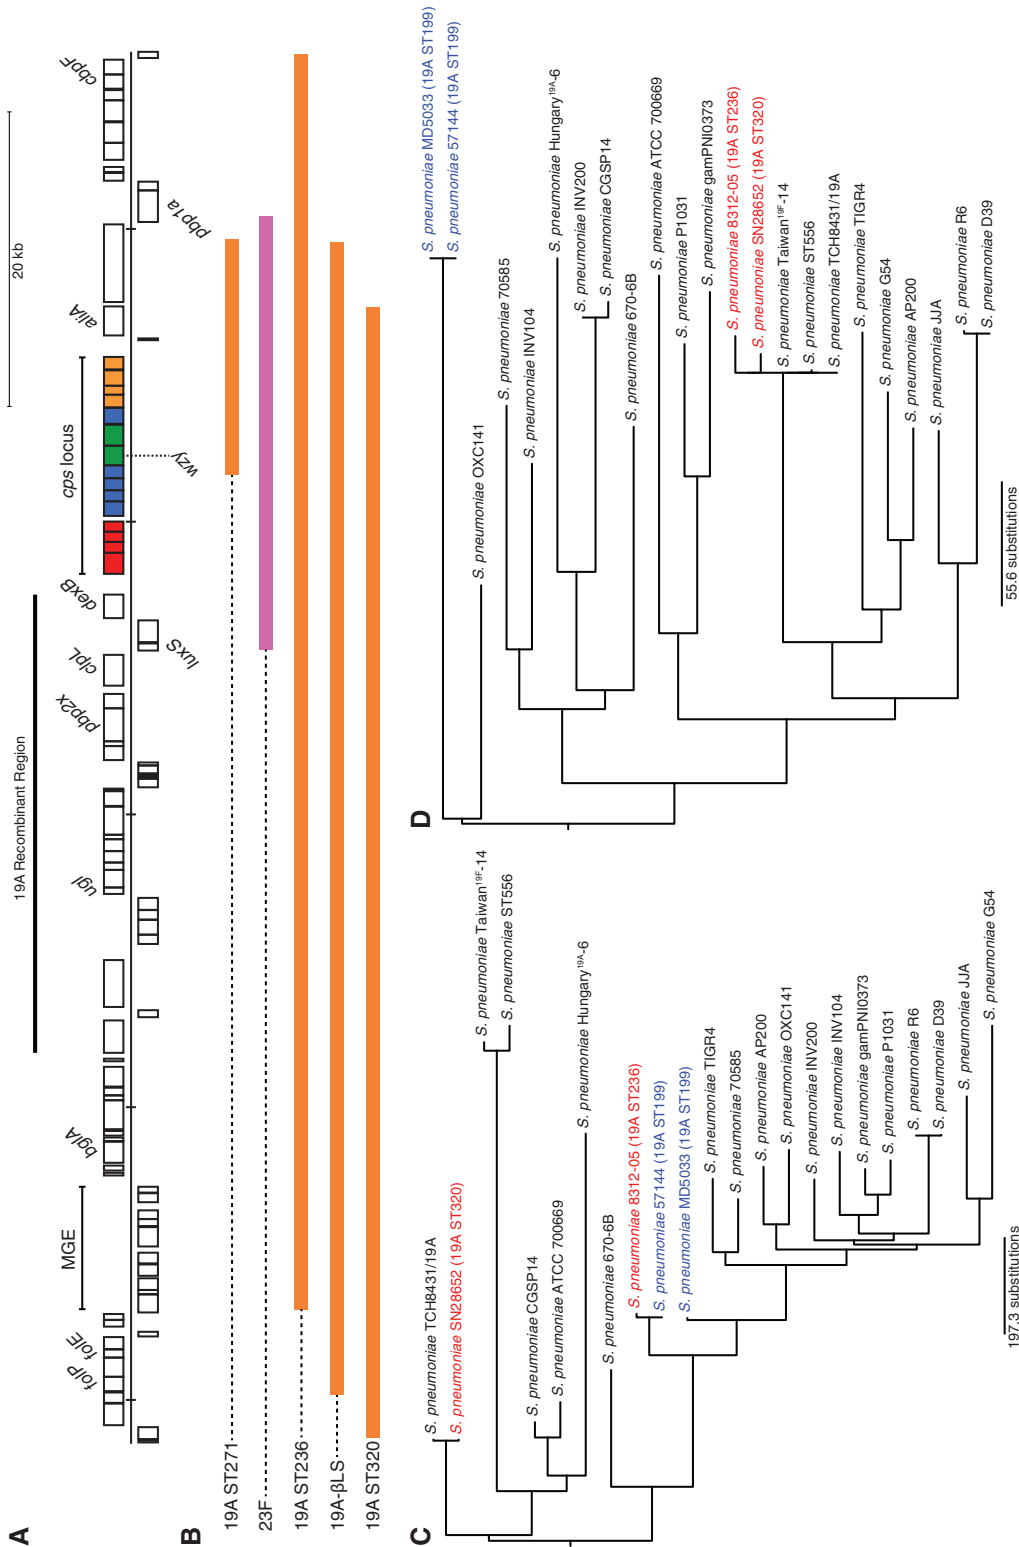 A
19A Recombinant Region
20 kb
MGE
cps locus
folP
folE
bglA
ugl
pbp2x
clpL
dexB
aliA
cbpF
luxS
wzy
pbp1a
B
19A ST271
23F
19A ST236
19A-βLS
19A ST320
C
S. pneumoniae TCH8431/19A
S. pneumoniae SN28652 (19A ST320)
S. pneumoniae Taiwan19F-14
S. pneumoniae ST556
S. pneumoniae CGSP14
S. pneumoniae ATCC 700669
S. pneumoniae Hungary19A-6
S. pneumoniae 670-6B
S. pneumoniae 8312-05 (19A ST236)
S. pneumoniae 57144 (19A ST199)
S. pneumoniae MD5033 (19A ST199)
S. pneumoniae TIGR4
S. pneumoniae 70585
S. pneumoniae AP200
S. pneumoniae OXC141
S. pneumoniae INV200
S. pneumoniae INV104
S. pneumoniae gamPNI0373
S. pneumoniae P1031
S. pneumoniae R6
S. pneumoniae D39
S. pneumoniae JJA
S. pneumoniae G54
197.3 substitutions
D
S. pneumoniae MD5033 (19A ST199)
S. pneumoniae 57144 (19A ST199)
S. pneumoniae OXC141
S. pneumoniae 70585
S. pneumoniae INV104
S. pneumoniae Hungary19A-6
S. pneumoniae INV200
S. pneumoniae CGSP14
S. pneumoniae 670-6B
S. pneumoniae ATCC 700669
S. pneumoniae P1031
S. pneumoniae gamPNI0373
S. pneumoniae 8312-05 (19A ST236)
S. pneumoniae SN28652 (19A ST320)
S. pneumoniae Taiwan19F-14
S. pneumoniae ST556
S. pneumoniae TCH8431/19A
S. pneumoniae TIGR4
S. pneumoniae G54
S. pneumoniae AP200
S. pneumoniae JJA
S. pneumoniae R6
S. pneumoniae D39
55.6 substitutions